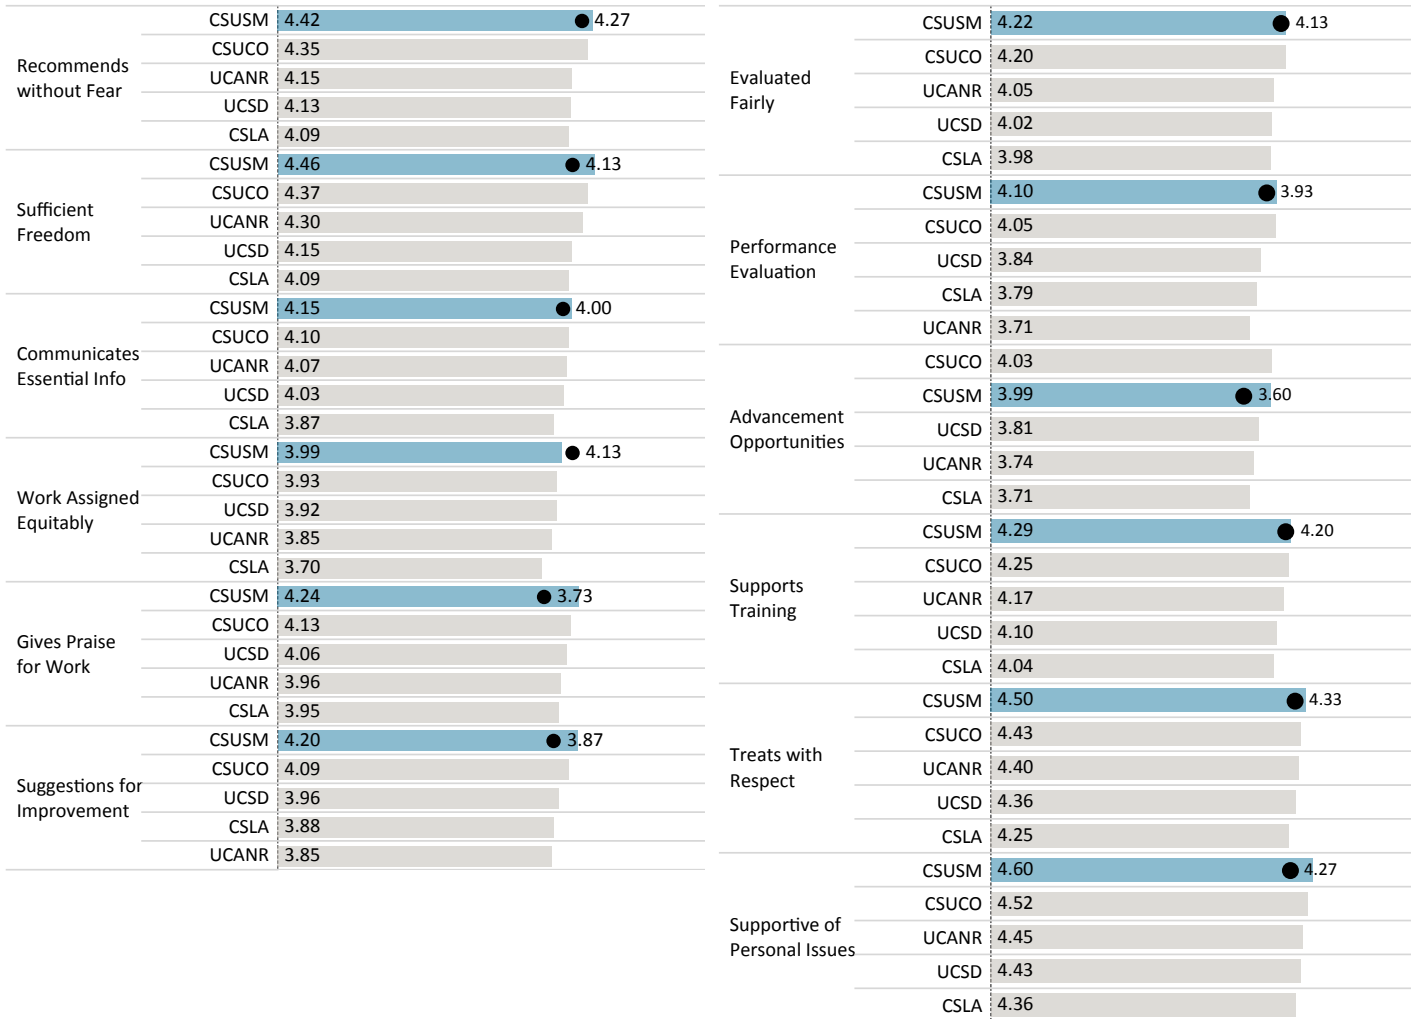 Recommends
without Fear
CSUSM 4.42 4.27
CSUCO 4.35
UCANR 4.15
UCSD 4.13
CSLA 4.09
Sufficient
Freedom
CSUSM 4.46 4.13
CSUCO 4.37
UCANR 4.30
UCSD 4.15
CSLA 4.09
Communicates
Essential Info
CSUSM 4.15 4.00
CSUCO 4.10
UCANR 4.07
UCSD 4.03
CSLA 3.87
Work Assigned
Equitably
CSUSM 3.99 4.13
CSUCO 3.93
UCSD 3.92
UCANR 3.85
CSLA 3.70
Gives Praise
for Work
CSUSM 4.24 3.73
CSUCO 4.13
UCSD 4.06
UCANR 3.96
CSLA 3.95
Suggestions for
Improvement
CSUSM 4.20 3.87
CSUCO 4.09
UCSD 3.96
CSLA 3.88
UCANR 3.85
Evaluated
Fairly
CSUSM 4.22 4.13
CSUCO 4.20
UCANR 4.05
UCSD 4.02
CSLA 3.98
Performance
Evaluation
CSUSM 4.10 3.93
CSUCO 4.05
UCSD 3.84
CSLA 3.79
UCANR 3.71
Advancement
Opportunities
CSUCO 4.03
CSUSM 3.99 3.60
UCSD 3.81
UCANR 3.74
CSLA 3.71
Supports
Training
CSUSM 4.29 4.20
CSUCO 4.25
UCANR 4.17
UCSD 4.10
CSLA 4.04
Treats with
Respect
CSUSM 4.50 4.33
CSUCO 4.43
UCANR 4.40
UCSD 4.36
CSLA 4.25
Supportive of
Personal Issues
CSUSM 4.60 4.27
CSUCO 4.52
UCANR 4.45
UCSD 4.43
CSLA 4.36